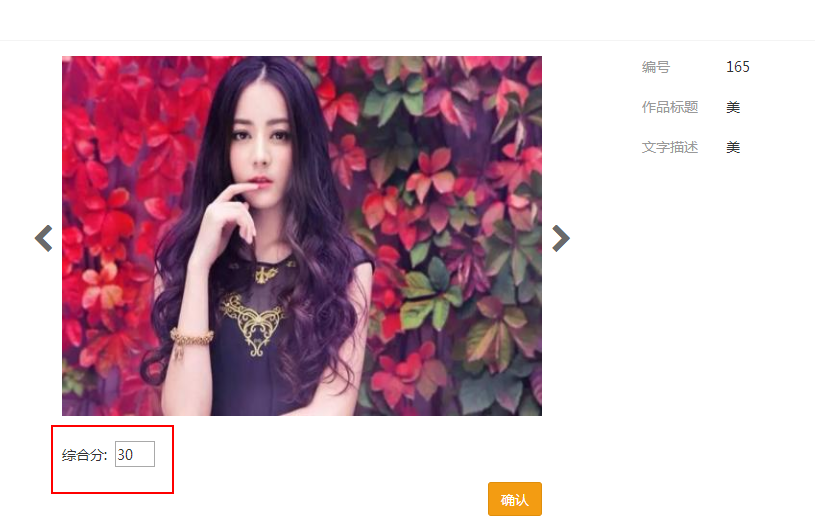 编号 165
作品标题 美
文字描述 美
综合分: 30
确认